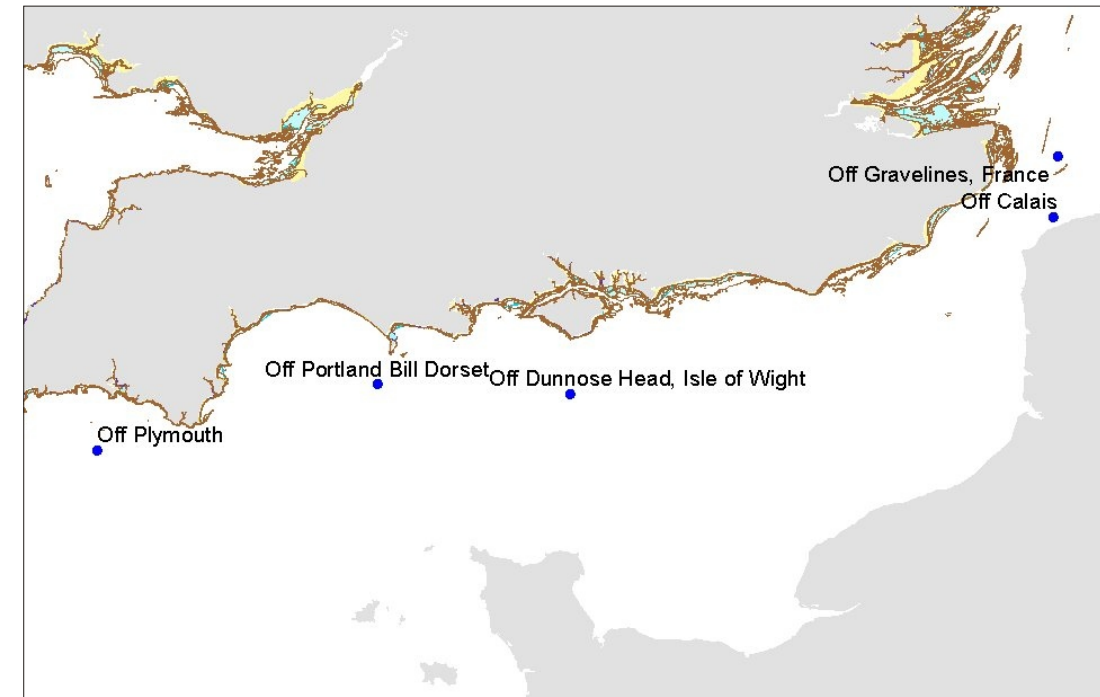 Off Gravelines, France
Off Calais
Off Portland Bill Dorset
Off Dunnose Head, Isle of Wight
Off Plymouth